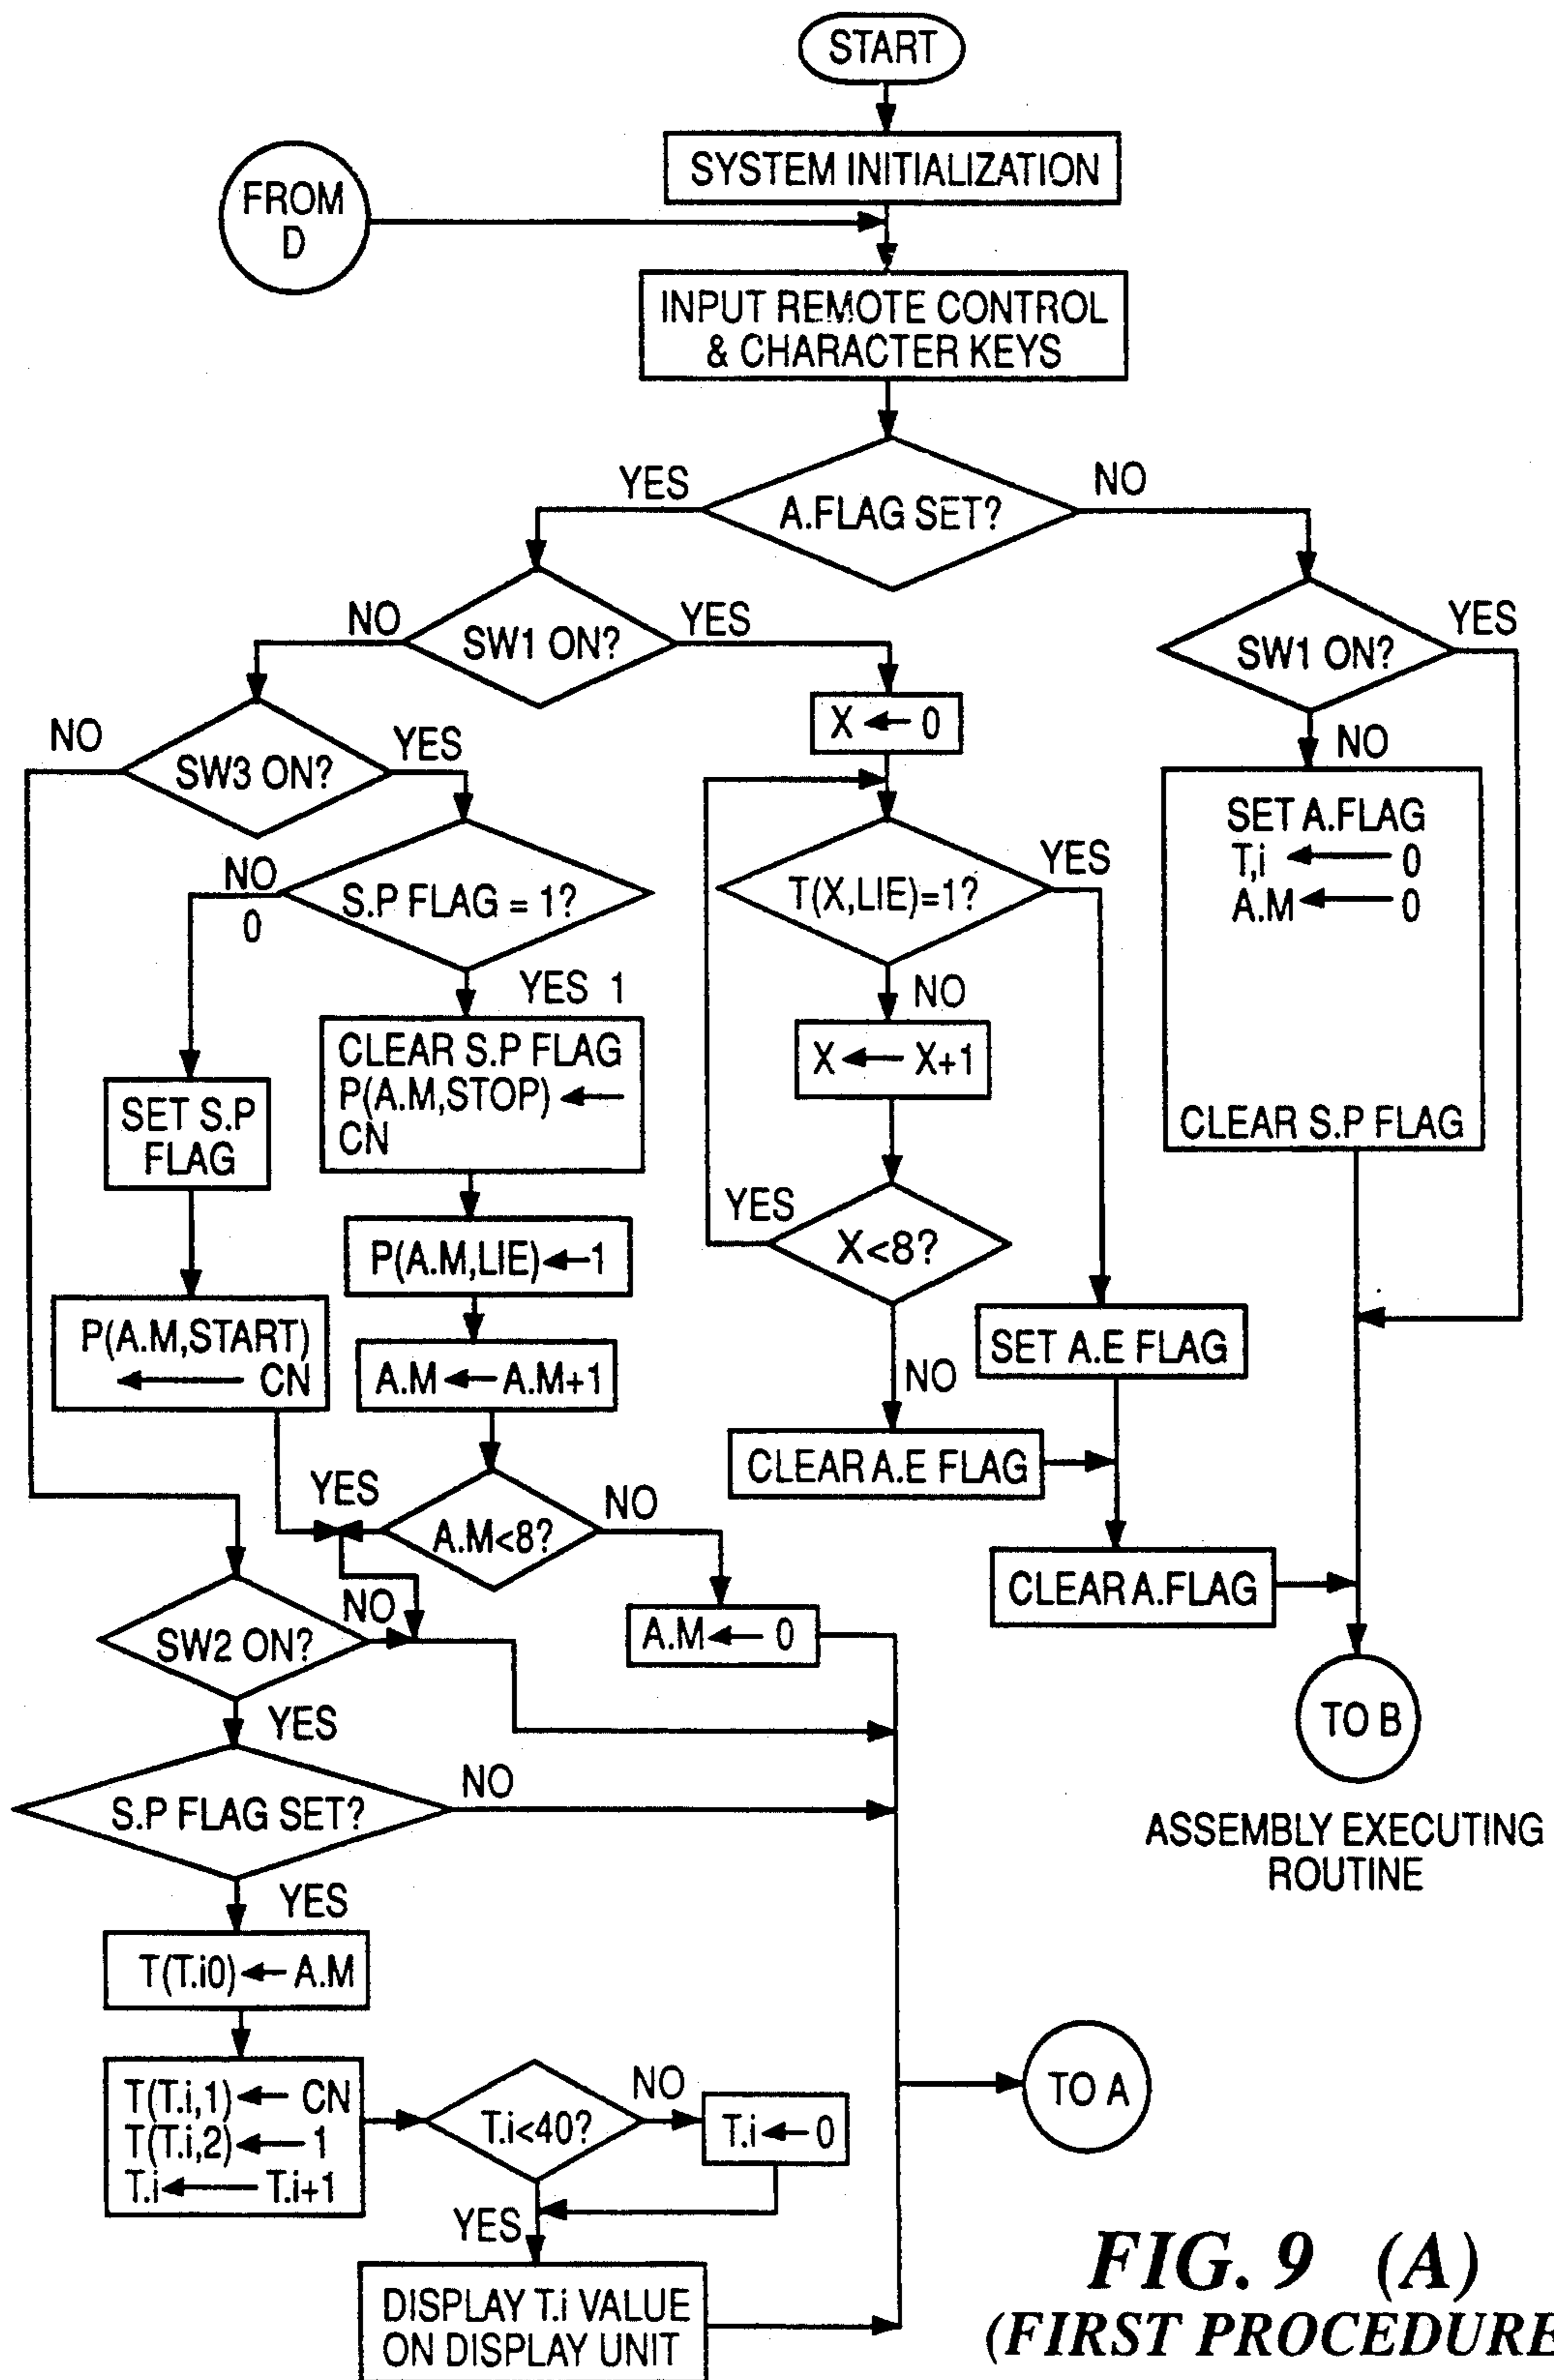 START
SYSTEM INITIALIZATION
FROM
D
INPUT REMOTE CONTROL
& CHARACTER KEYS
YES
A.FLAG SET?
NO
NO
SW1 ON?
YES
SW1 ON?
YES
NO
SW3 ON?
YES
X ← 0
NO
SET A.FLAG
T,i ← 0
A.M ← 0
CLEAR S.P FLAG
NO
0
S.P FLAG = 1?
YES 1
T(X,LIE)=1?
YES
NO
X ← X+1
CLEAR S.P FLAG
P(A.M,STOP) ←
CN
SET S.P
FLAG
YES
X<8?
NO
P(A.M,LIE)←1
P(A.M,START)
← CN
A.M ← A.M+1
SET A.E FLAG
CLEAR A.E FLAG
YES
A.M<8?
NO
CLEAR A.FLAG
SW2 ON?
NO
A.M ← 0
YES
TO B
ASSEMBLY EXECUTING
ROUTINE
S.P FLAG SET?
NO
YES
T(T.i0) ← A.M
T(T.i,1) ← CN
T(T.i,2) ← 1
T.i ← T.i+1
T.i<40?
NO
T.i ← 0
TO A
YES
DISPLAY T.i VALUE
ON DISPLAY UNIT
FIG. 9 (A)
(FIRST PROCEDURE